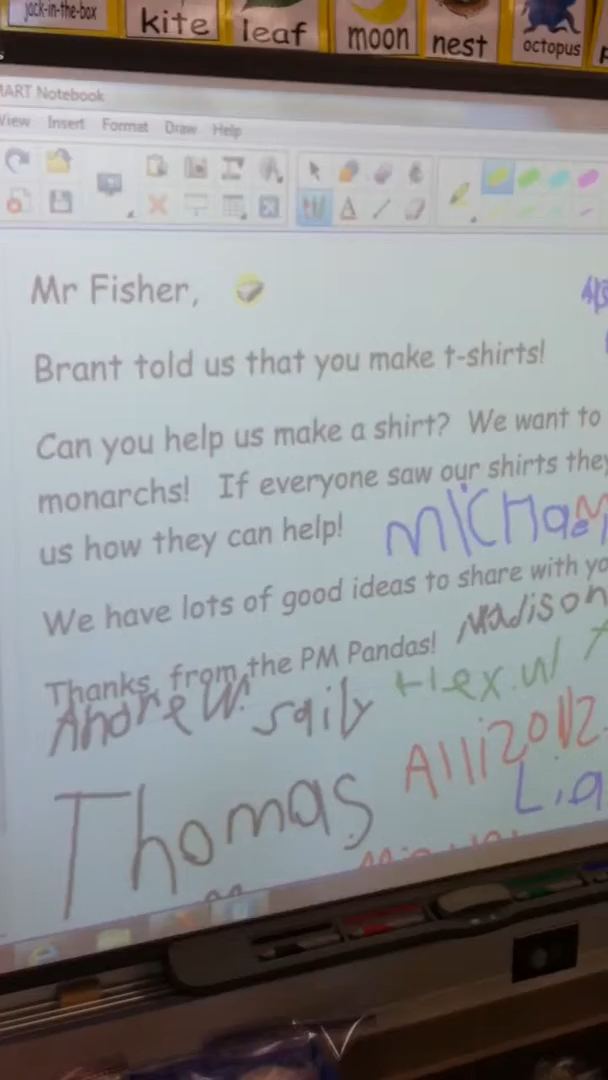 jack-in-the-box kite leaf moon nest octopus
MART Notebook
View Insert Format Draw Help
Mr Fisher,
Brant told us that you make t-shirts!
Can you help us make a shirt? We want to
monarchs! If everyone saw our shirts they
us how they can help!
MICHae
We have lots of good ideas to share with yo
Madison
Thanks, from the PM Pandas!
Andrew. saily Alex.W
Alli2012
Thomas Lia